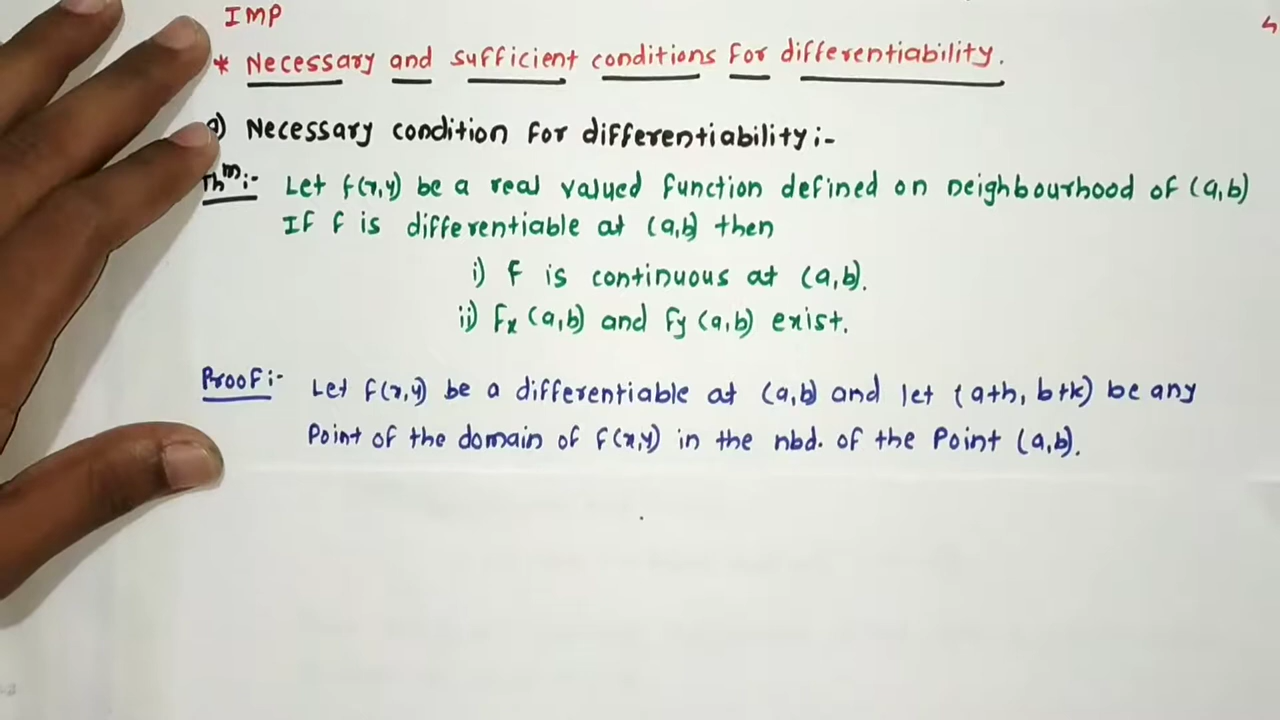 IMP
* Necessary and sufficient conditions for differentiability.
a) Necessary condition for differentiability:-
Thm:- Let f(x,y) be a real valued function defined on neighbourhood of (a,b)
If f is differentiable at (a,b) then
i) f is continuous at (a,b).
ii) fx (a,b) and fy (a,b) exist.
Proof:- Let f(x,y) be a differentiable at (a,b) and let (a+h, b+k) be any
point of the domain of f(x,y) in the nbd. of the point (a,b).